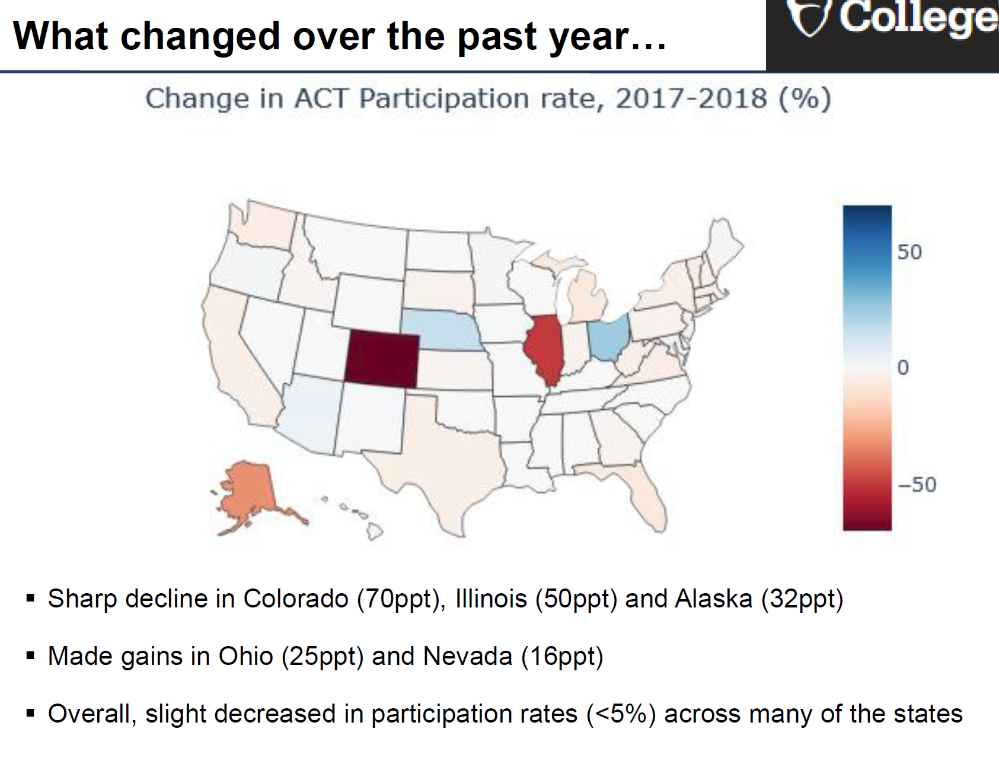 What changed over the past year…
College
Change in ACT Participation rate, 2017-2018 (%)
50
0
−50
▪ Sharp decline in Colorado (70ppt), Illinois (50ppt) and Alaska (32ppt)
▪ Made gains in Ohio (25ppt) and Nevada (16ppt)
▪ Overall, slight decreased in participation rates (<5%) across many of the states